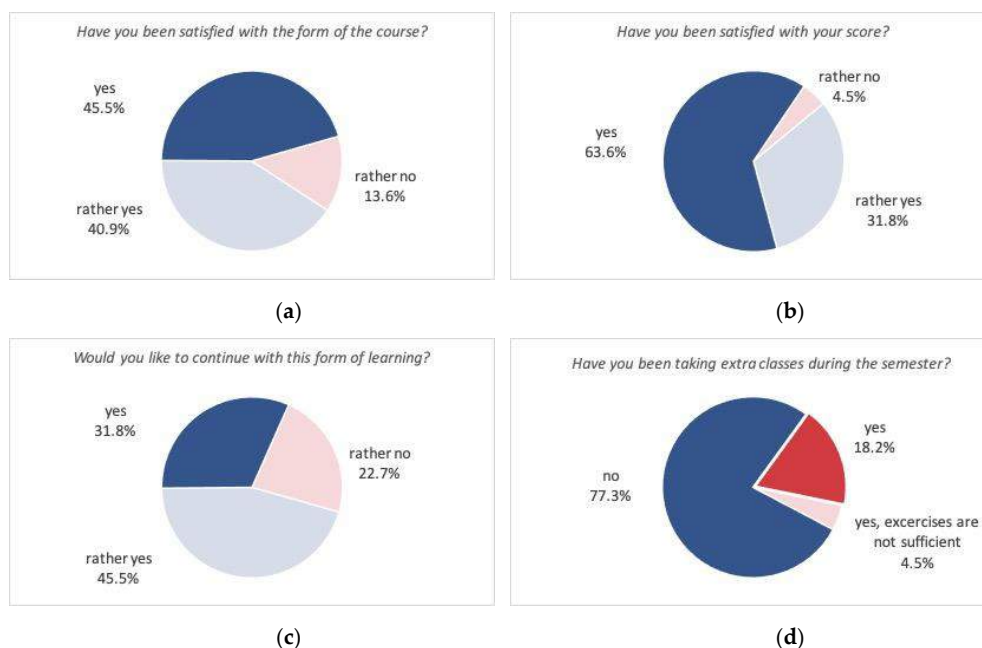 Have you been satisfied with the form of the course?
yes
45.5%
rather no
13.6%
rather yes
40.9%
(a)
Have you been satisfied with your score?
rather no
4.5%
yes
63.6%
rather yes
31.8%
(b)
Would you like to continue with this form of learning?
yes
31.8%
rather no
22.7%
rather yes
45.5%
(c)
Have you been taking extra classes during the semester?
yes
18.2%
no
77.3%
yes, excercises are
not sufficient
4.5%
(d)